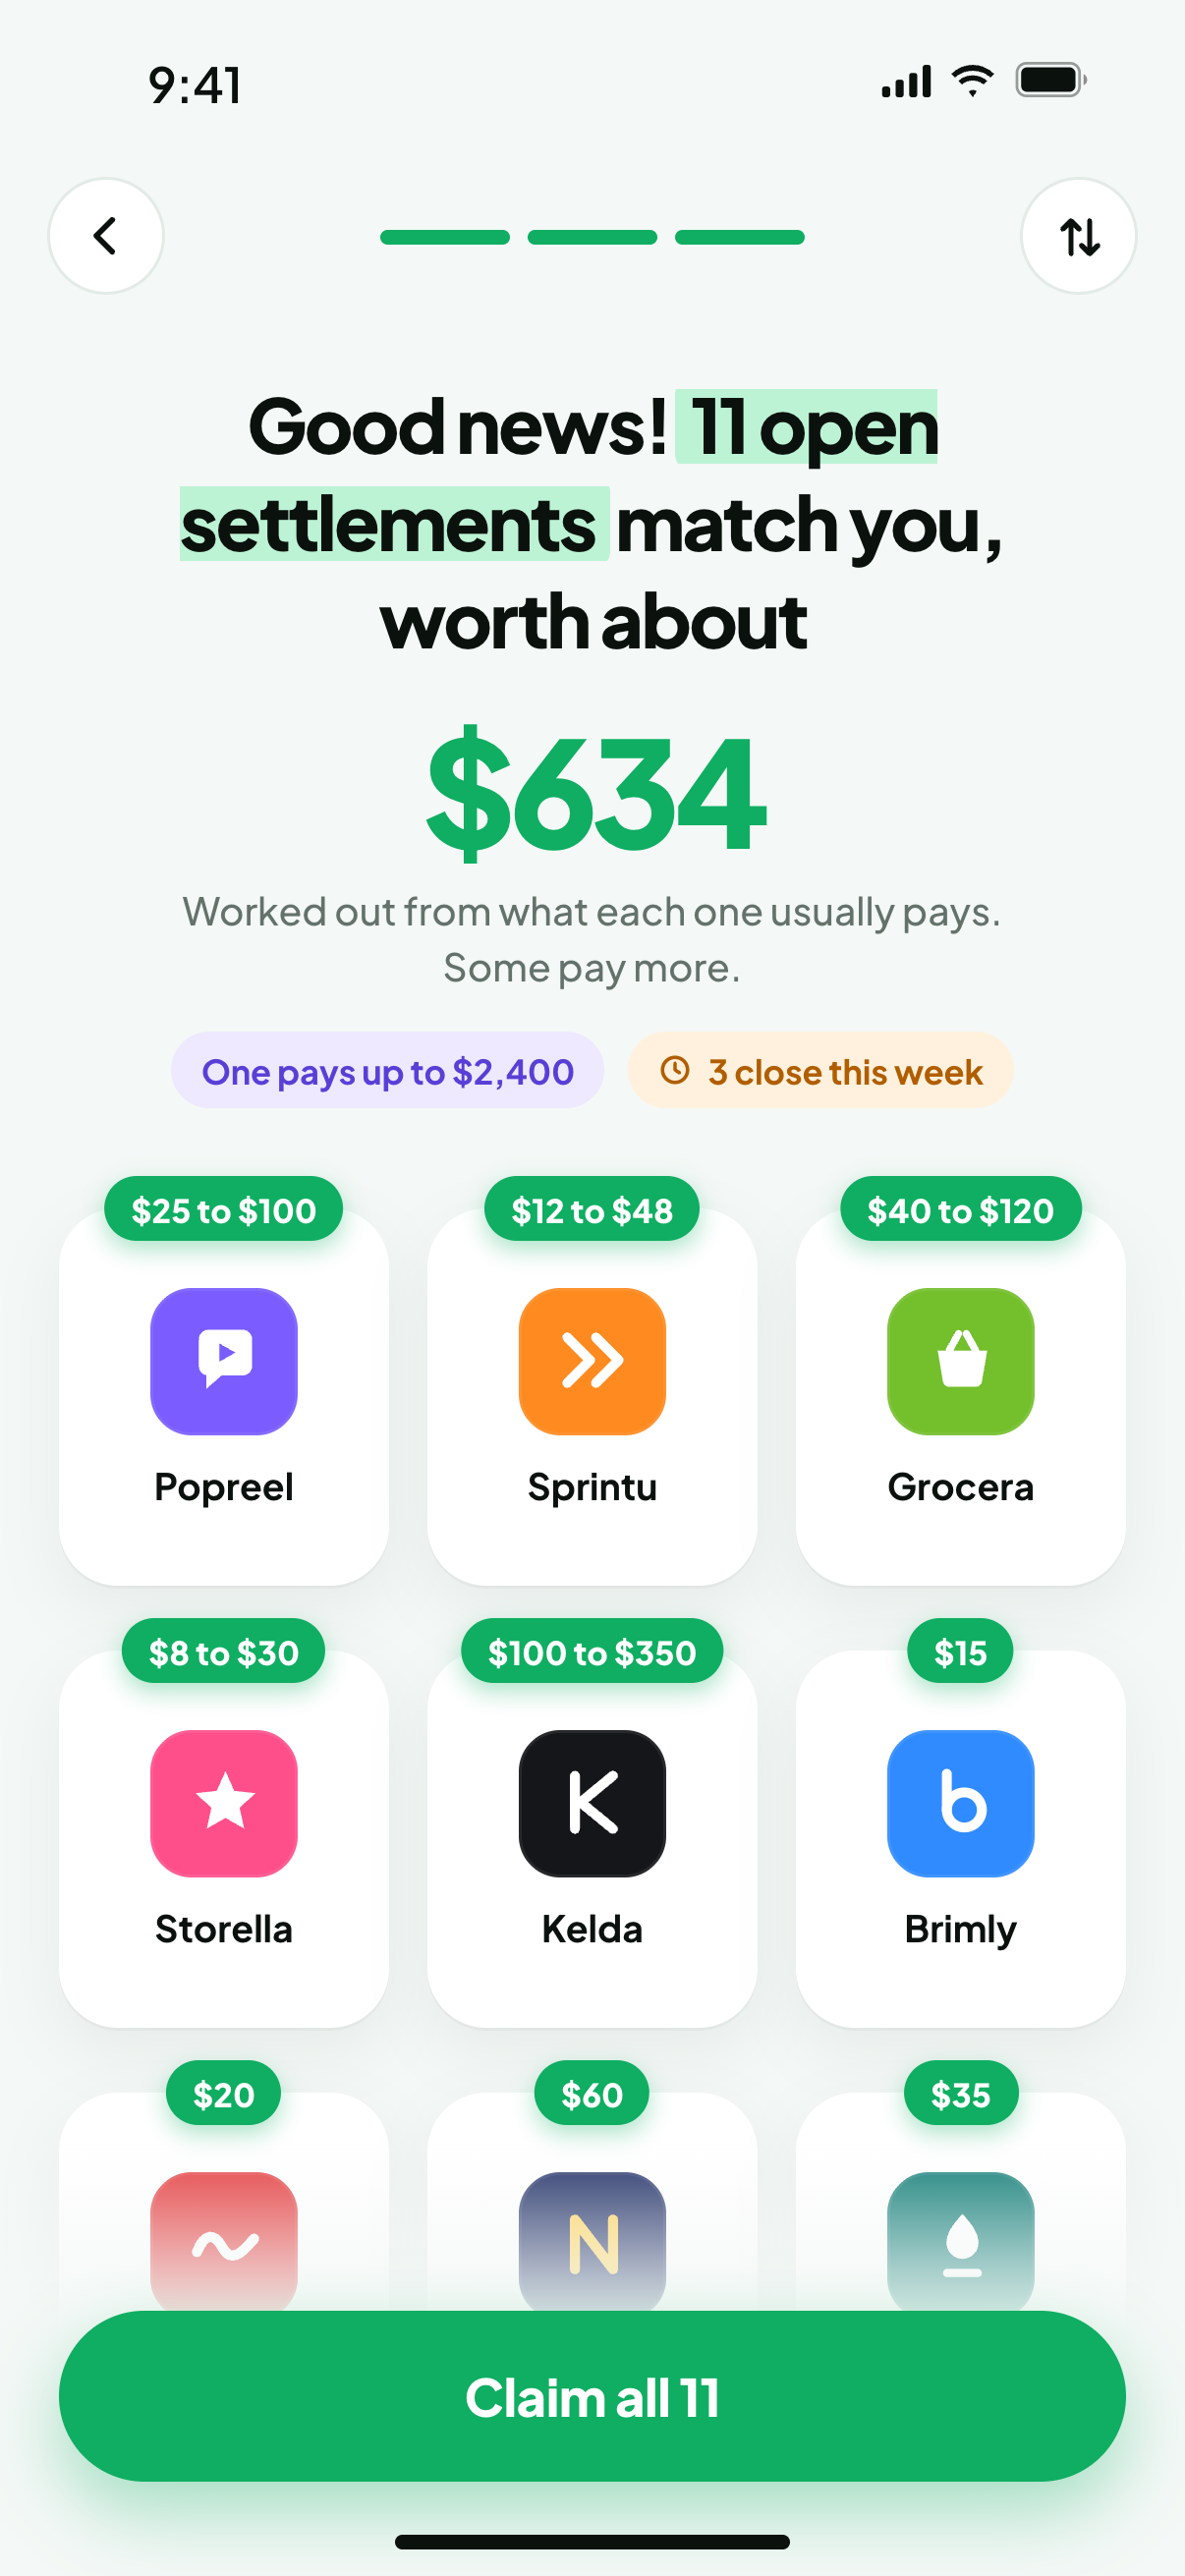 9:41
Good news! 11 open
settlements match you,
worth about
$634
Worked out from what each one usually pays.
Some pay more.
One pays up to $2,400
3 close this week
$25 to $100
$12 to $48
$40 to $120
Popreel
Sprintu
Grocera
$8 to $30
$100 to $350
$15
K
b
Storella
Kelda
Brimly
$20
$60
$35
N
Claim all 11